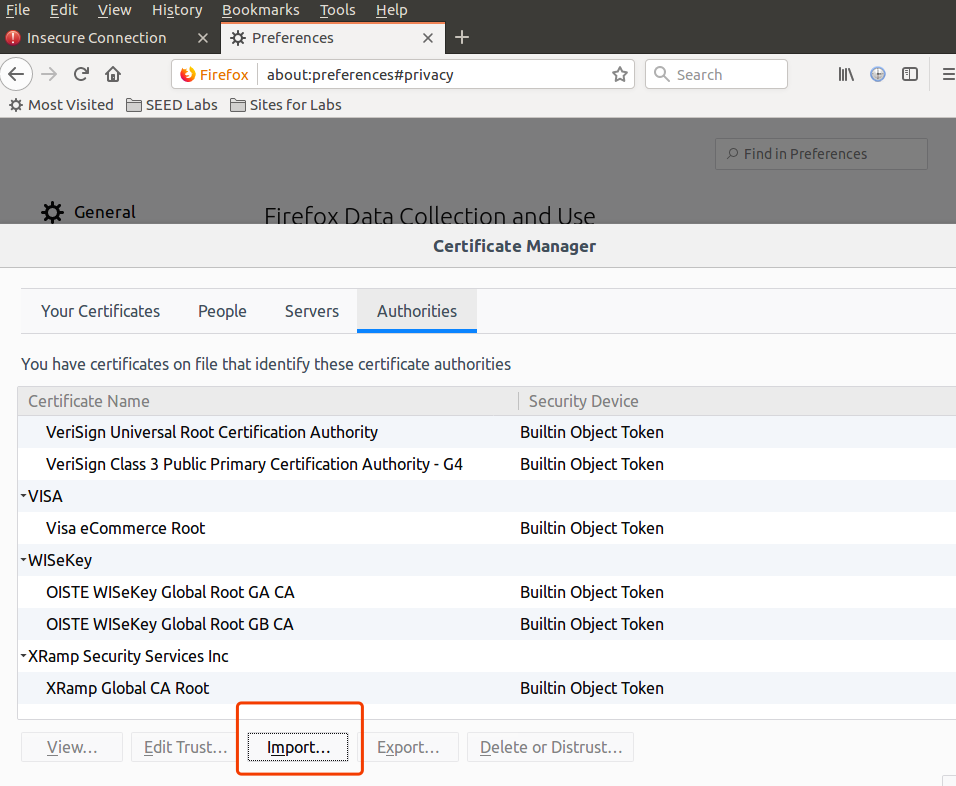 File Edit View History Bookmarks Tools Help
Insecure Connection Preferences
Firefox about:preferences#privacy Search
Most Visited SEED Labs Sites for Labs
Find in Preferences
General Firefox Data Collection and Use
Certificate Manager
Your Certificates People Servers Authorities
You have certificates on file that identify these certificate authorities
Certificate Name Security Device
VeriSign Universal Root Certification Authority Builtin Object Token
VeriSign Class 3 Public Primary Certification Authority - G4 Builtin Object Token
VISA
Visa eCommerce Root Builtin Object Token
WISeKey
OISTE WISeKey Global Root GA CA Builtin Object Token
OISTE WISeKey Global Root GB CA Builtin Object Token
XRamp Security Services Inc
XRamp Global CA Root Builtin Object Token
View... Edit Trust... Import... Export... Delete or Distrust...